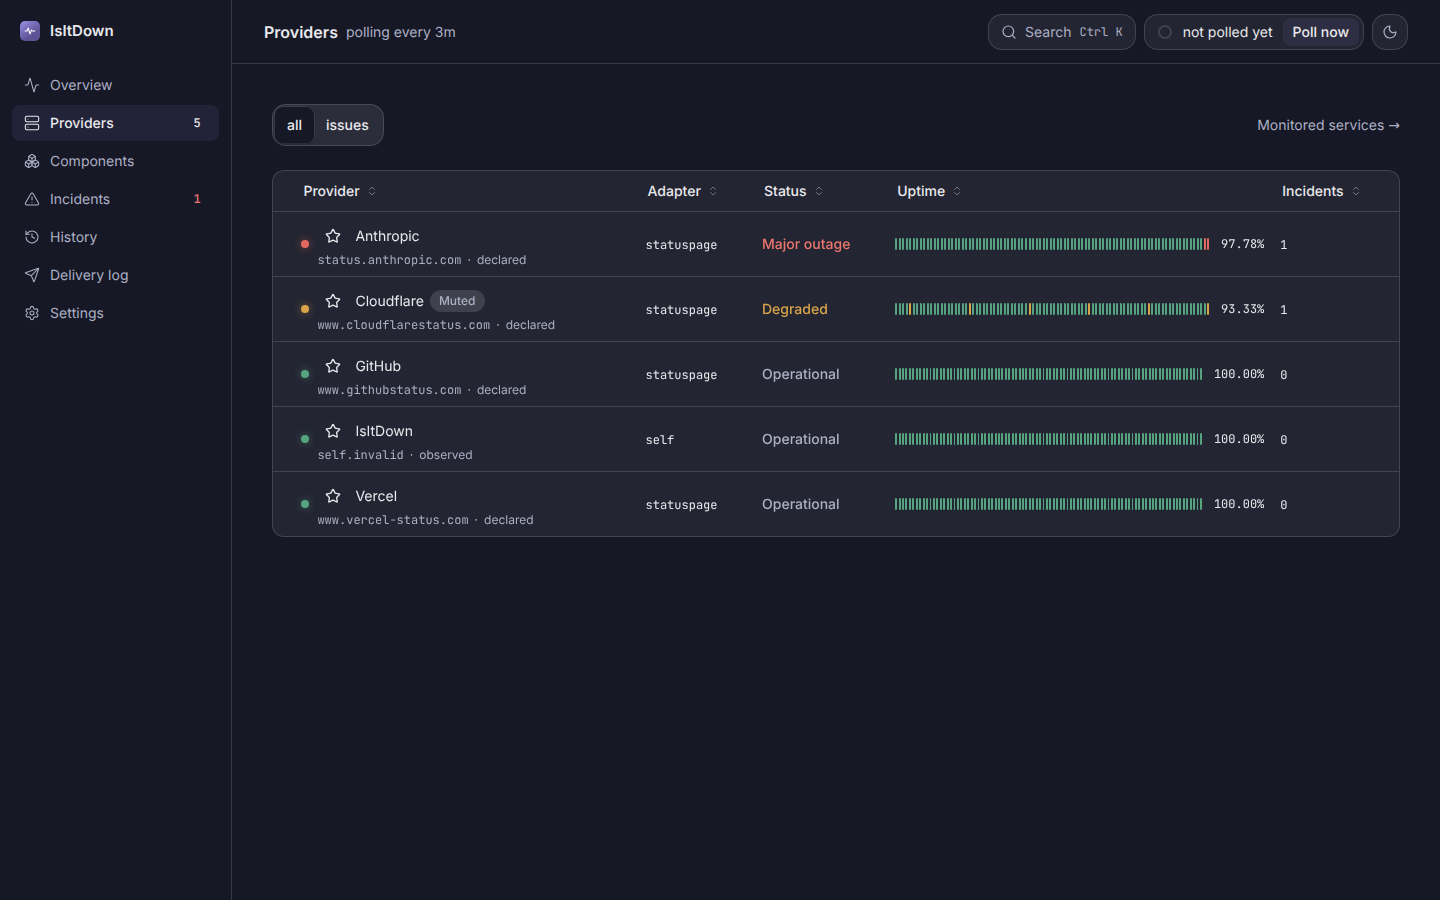 IsItDown
Providers polling every 3m
Search Ctrl K
not polled yet Poll now
Overview
Providers 5
Components
Incidents 1
History
Delivery log
Settings
all issues
Monitored services →
Provider Adapter Status Uptime Incidents
Anthropic
status.anthropic.com · declared
statuspage Major outage 97.78% 1
Cloudflare Muted
www.cloudflarestatus.com · declared
statuspage Degraded 93.33% 1
GitHub
www.githubstatus.com · declared
statuspage Operational 100.00% 0
IsItDown
self.invalid · observed
self Operational 100.00% 0
Vercel
www.vercel-status.com · declared
statuspage Operational 100.00% 0